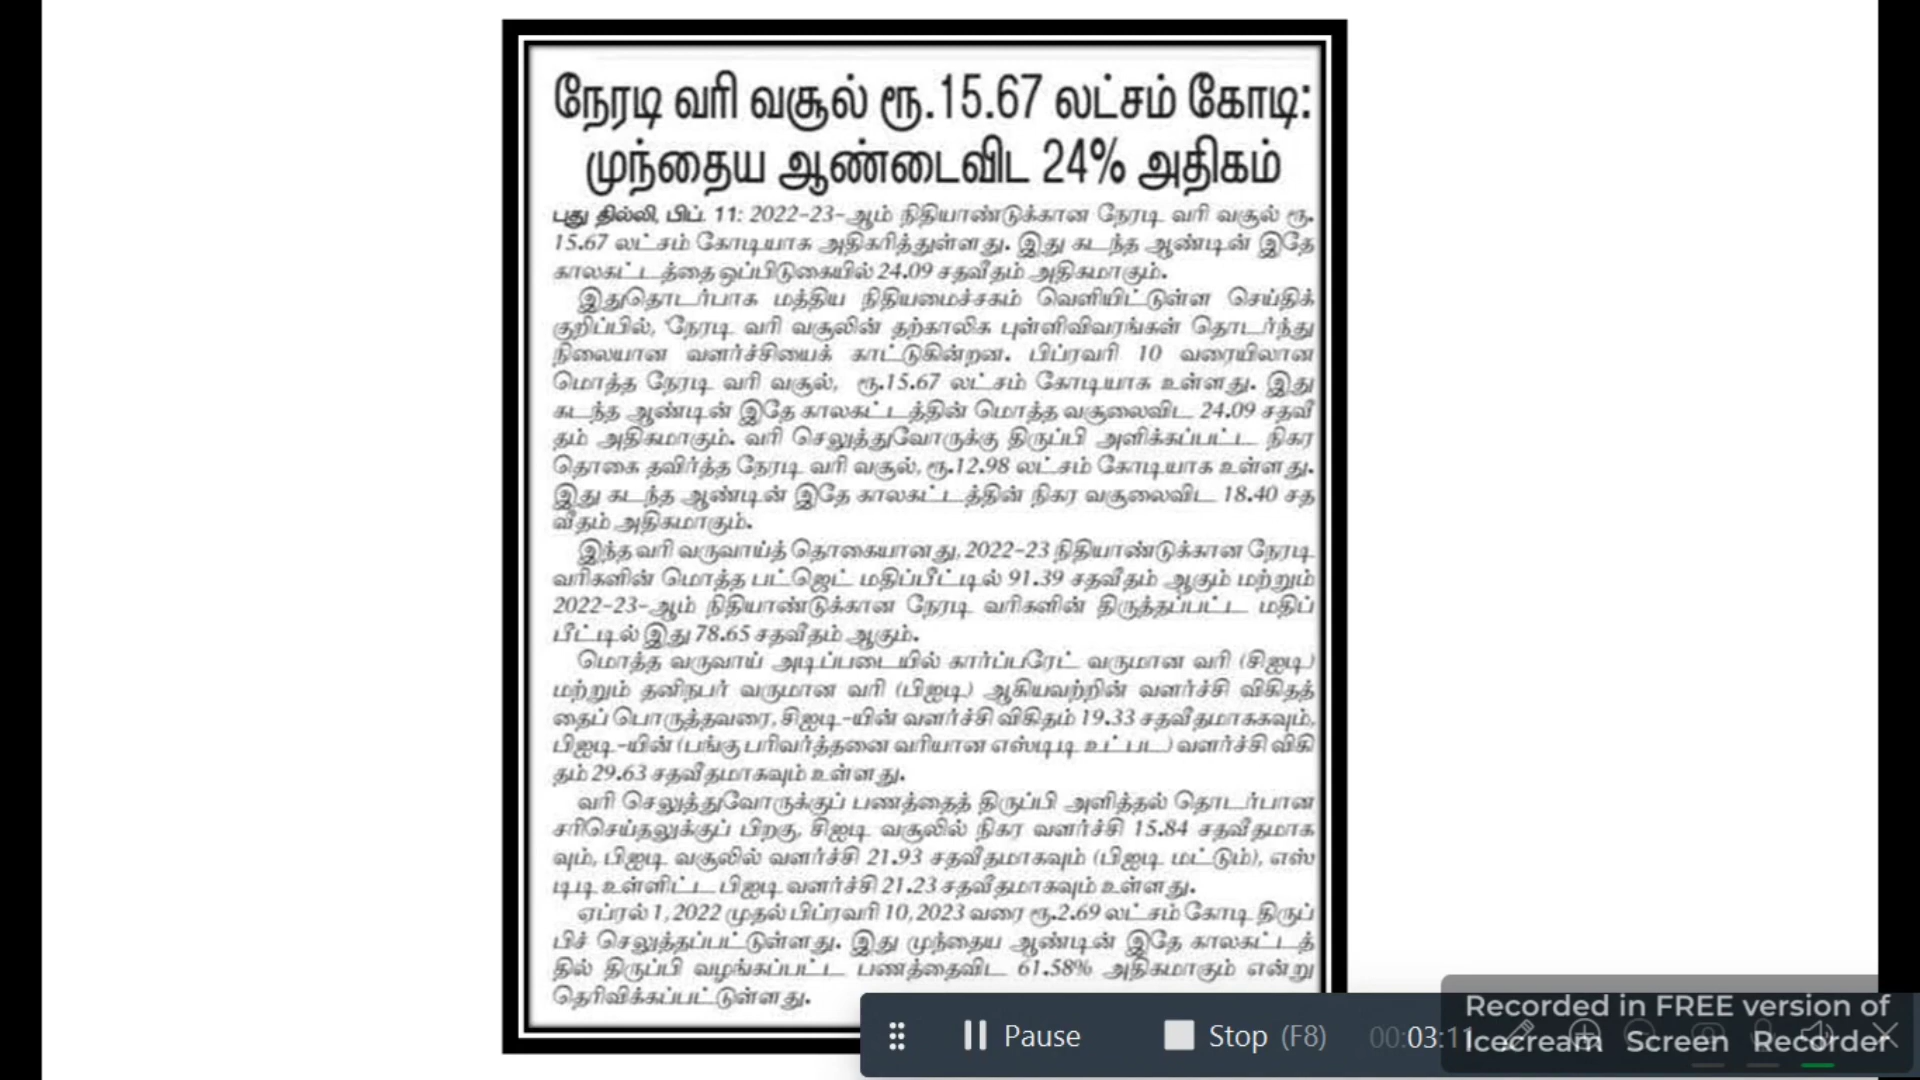 நேரடி வரி வசூல் ரூ.15.67 லட்சம் கோடி:
முந்தைய ஆண்டைவிட 24% அதிகம்
புது தில்லி, பிப். 11: 2022-23-ஆம் நிதியாண்டுக்கான நேரடி வரி வசூல் ரூ.
15.67 லட்சம் கோடியாக அதிகரித்துள்ளது. இது கடந்த ஆண்டின் இதே
காலகட்டத்தை ஒப்பிடுகையில் 24.09 சதவீதம் அதிகமாகும்.
இதுதொடர்பாக மத்திய நிதியமைச்சகம் வெளியிட்டுள்ள செய்திக்
குறிப்பில், 'நேரடி வரி வசூலின் தற்காலிக புள்ளிவிவரங்கள் தொடர்ந்து
நிலையான வளர்ச்சியைக் காட்டுகின்றன. பிப்ரவரி 10 வரையிலான
மொத்த நேரடி வரி வசூல், ரூ.15.67 லட்சம் கோடியாக உள்ளது. இது
கடந்த ஆண்டின் இதே காலகட்டத்தின் மொத்த வசூலைவிட 24.09 சதவீ
தம் அதிகமாகும். வரி செலுத்துவோருக்கு திருப்பி அளிக்கப்பட்ட நிகர
தொகை தவிர்த்த நேரடி வரி வசூல், ரூ.12.98 லட்சம் கோடியாக உள்ளது.
இது கடந்த ஆண்டின் இதே காலகட்டத்தின் நிகர வசூலைவிட 18.40 சத
வீதம் அதிகமாகும்.
இந்த வரி வருவாய்த் தொகையானது, 2022-23 நிதியாண்டுக்கான நேரடி
வரிகளின் மொத்த பட்ஜெட் மதிப்பீட்டில் 91.39 சதவீதம் ஆகும் மற்றும்
2022-23-ஆம் நிதியாண்டுக்கான நேரடி வரிகளின் திருத்தப்பட்ட மதிப்
பீட்டில் இது 78.65 சதவீதம் ஆகும்.
மொத்த வருவாய் அடிப்படையில் கார்ப்பரேட் வருமான வரி (சிஐடி)
மற்றும் தனிநபர் வருமான வரி (பிஐடி) ஆகியவற்றின் வளர்ச்சி விகிதத்
தைப் பொருத்தவரை, சிஐடி-யின் வளர்ச்சி விகிதம் 19.33 சதவீதமாககவும்,
பிஐடி-யின் (பங்கு பரிவர்த்தனை வரியான எஸ்டிடி உட்பட) வளர்ச்சி விகி
தம் 29.63 சதவீதமாகவும் உள்ளது.
வரி செலுத்துவோருக்குப் பணத்தைத் திருப்பி அளித்தல் தொடர்பான
சரிசெய்தலுக்குப் பிறகு, சிஐடி வசூலில் நிகர வளர்ச்சி 15.84 சதவீதமாக
வும், பிஐடி வசூலில் வளர்ச்சி 21.93 சதவீதமாகவும் (பிஐடி மட்டும்), எஸ்
டிடி உள்ளிட்ட பிஐடி வளர்ச்சி 21.23 சதவீதமாகவும் உள்ளது.
ஏப்ரல் 1, 2022 முதல் பிப்ரவரி 10, 2023 வரை ரூ.2.69 லட்சம் கோடி திருப்
பிச் செலுத்தப்பட்டுள்ளது. இது முந்தைய ஆண்டின் இதே காலகட்டத்
தில் திருப்பி வழங்கப்பட்ட பணத்தைவிட 61.58% அதிகமாகும் என்று
தெரிவிக்கப்பட்டுள்ளது.
Pause Stop (F8) 00:03:11
Recorded in FREE version of
Icecream Screen Recorder